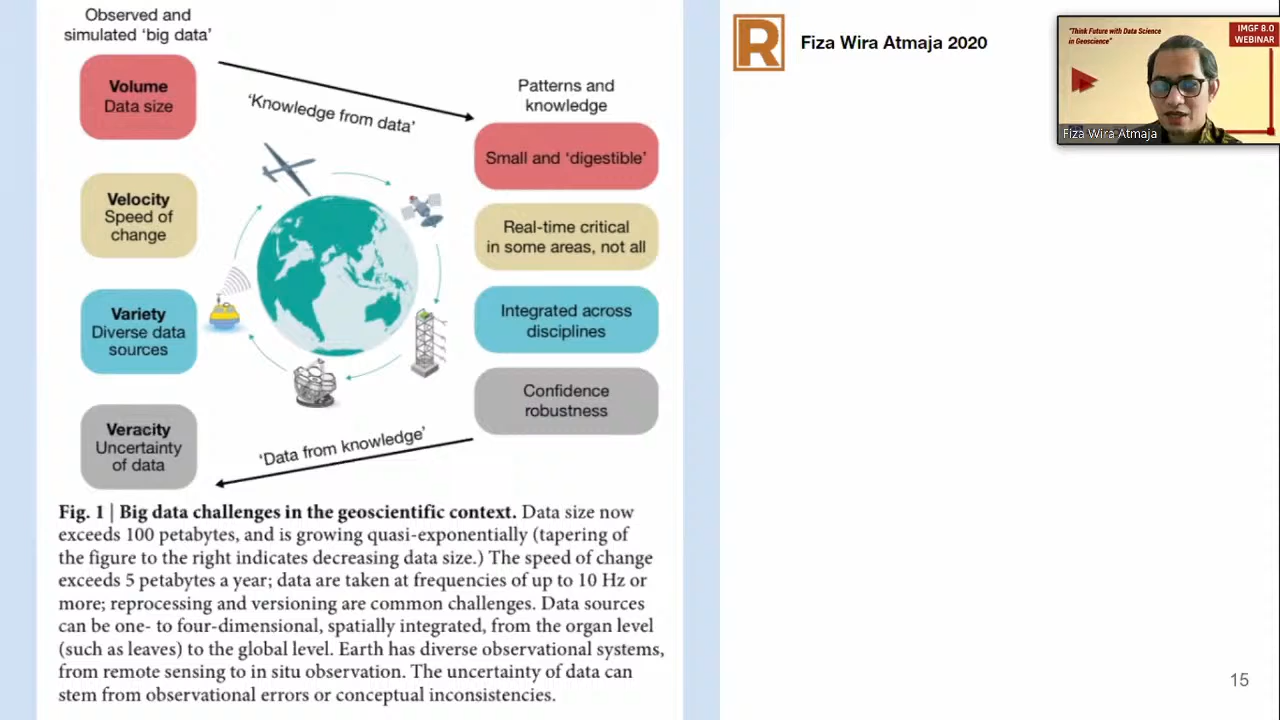 Observed and
simulated ‘big data’
Volume
Data size
‘Knowledge from data’
Patterns and
knowledge
Small and ‘digestible’
Velocity
Speed of
change
Real-time critical
in some areas, not all
Variety
Diverse data
sources
Integrated across
disciplines
Confidence
robustness
Veracity
Uncertainty
of data
‘Data from knowledge’
Fig. 1 | Big data challenges in the geoscientific context. Data size now
exceeds 100 petabytes, and is growing quasi-exponentially (tapering of
the figure to the right indicates decreasing data size.) The speed of change
exceeds 5 petabytes a year; data are taken at frequencies of up to 10 Hz or
more; reprocessing and versioning are common challenges. Data sources
can be one- to four-dimensional, spatially integrated, from the organ level
(such as leaves) to the global level. Earth has diverse observational systems,
from remote sensing to in situ observation. The uncertainty of data can
stem from observational errors or conceptual inconsistencies.
R
Fiza Wira Atmaja 2020
"Think Future with Data Science
in Geoscience"
IMGF 8.0
WEBINAR
Fiza Wira Atmaja
15